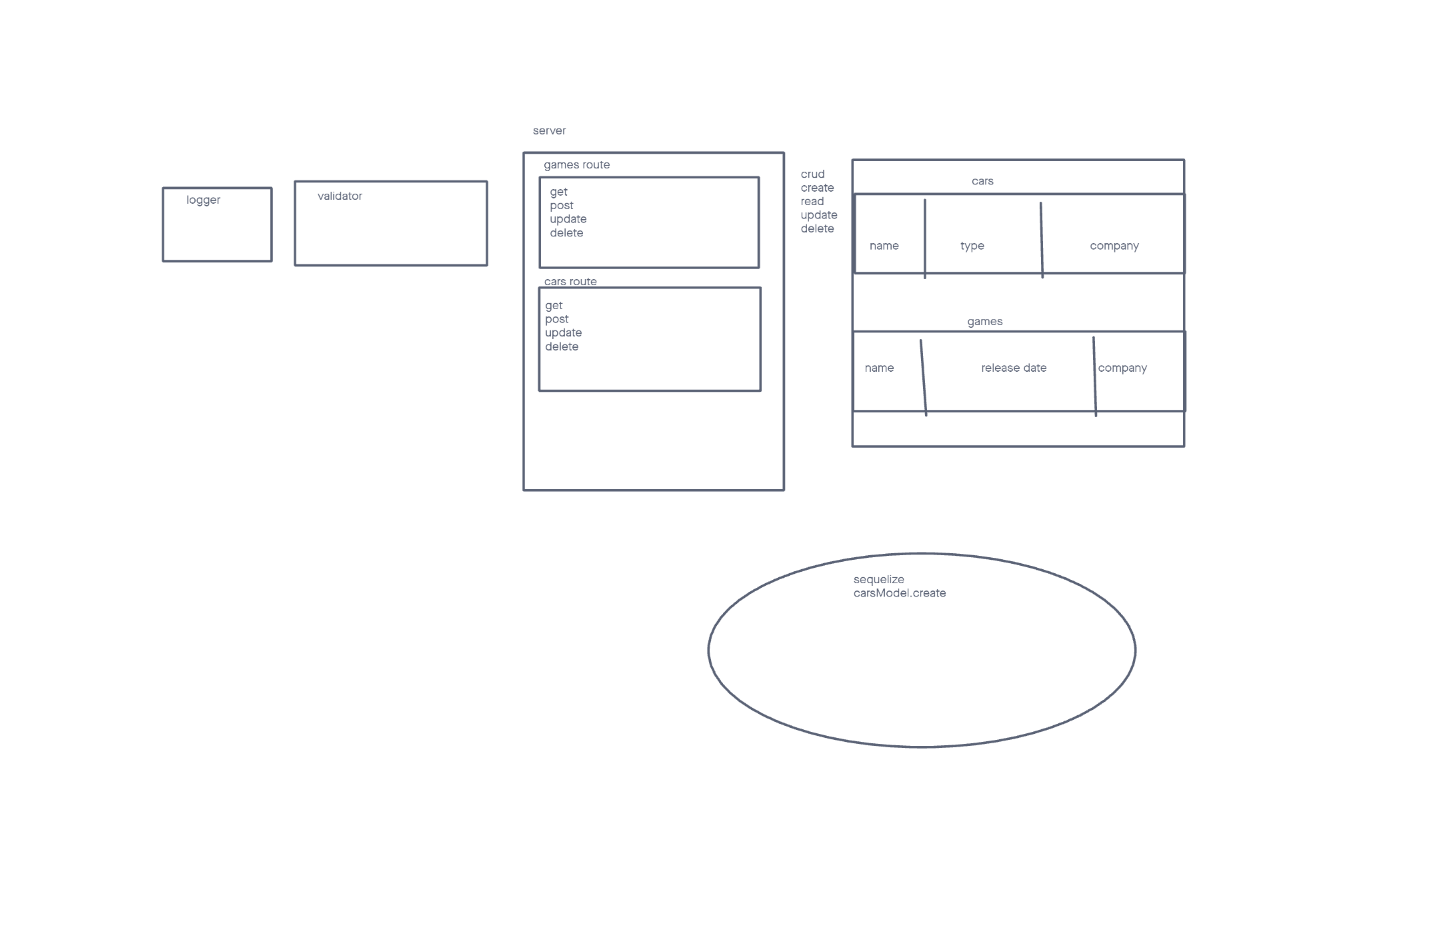 server
logger
validator
games route
get
post
update
delete
cars route
get
post
update
delete
crud
create
read
update
delete
cars
name
type
company
games
name
release date
company
sequelize
carsModel.create